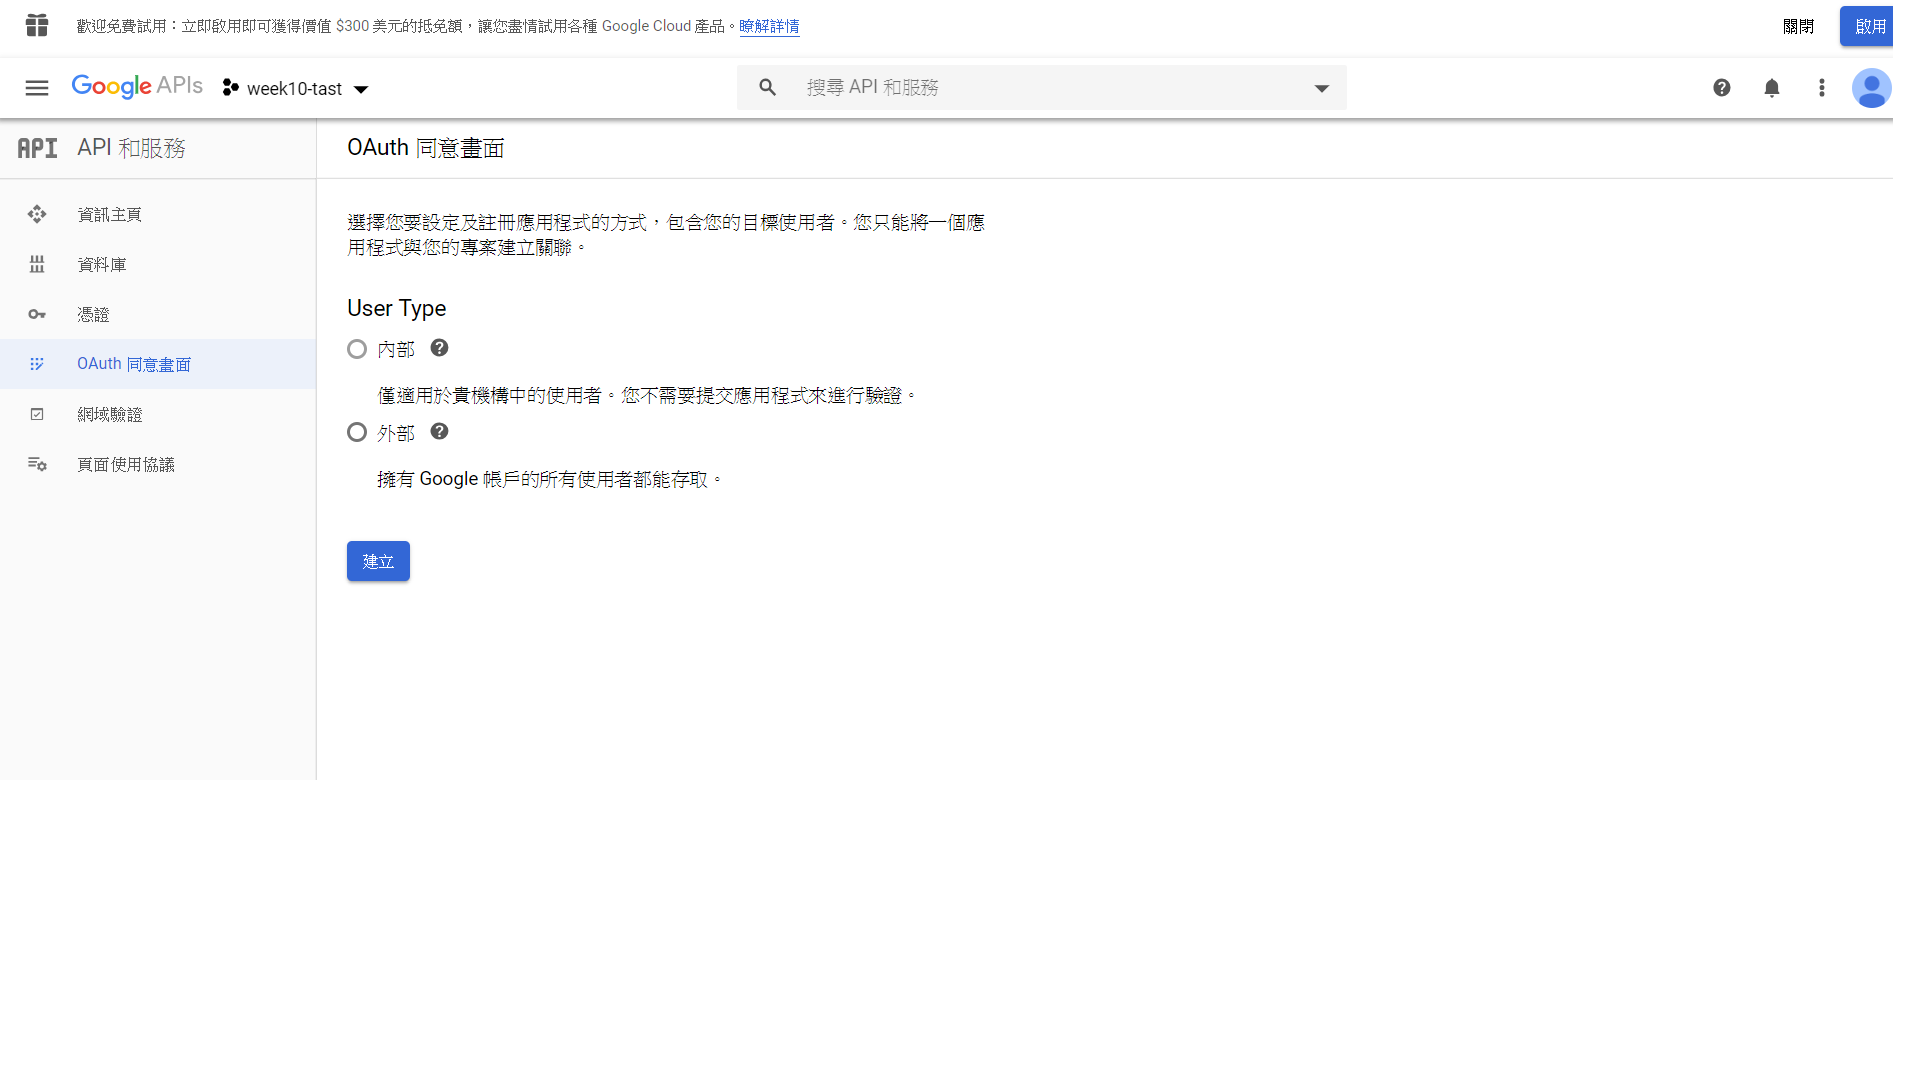 歡迎免費試用：立即啟用即可獲得價值 $300 美元的抵免額，讓您盡情試用各種 Google Cloud 產品。瞭解詳情
關閉
啟用
Google APIs
week10-tast
搜尋 API 和服務
API API 和服務
OAuth 同意畫面
資訊主頁
資料庫
憑證
OAuth 同意畫面
網域驗證
頁面使用協議
選擇您要設定及註冊應用程式的方式，包含您的目標使用者。您只能將一個應
用程式與您的專案建立關聯。
User Type
內部
僅適用於貴機構中的使用者。您不需要提交應用程式來進行驗證。
外部
擁有 Google 帳戶的所有使用者都能存取。
建立